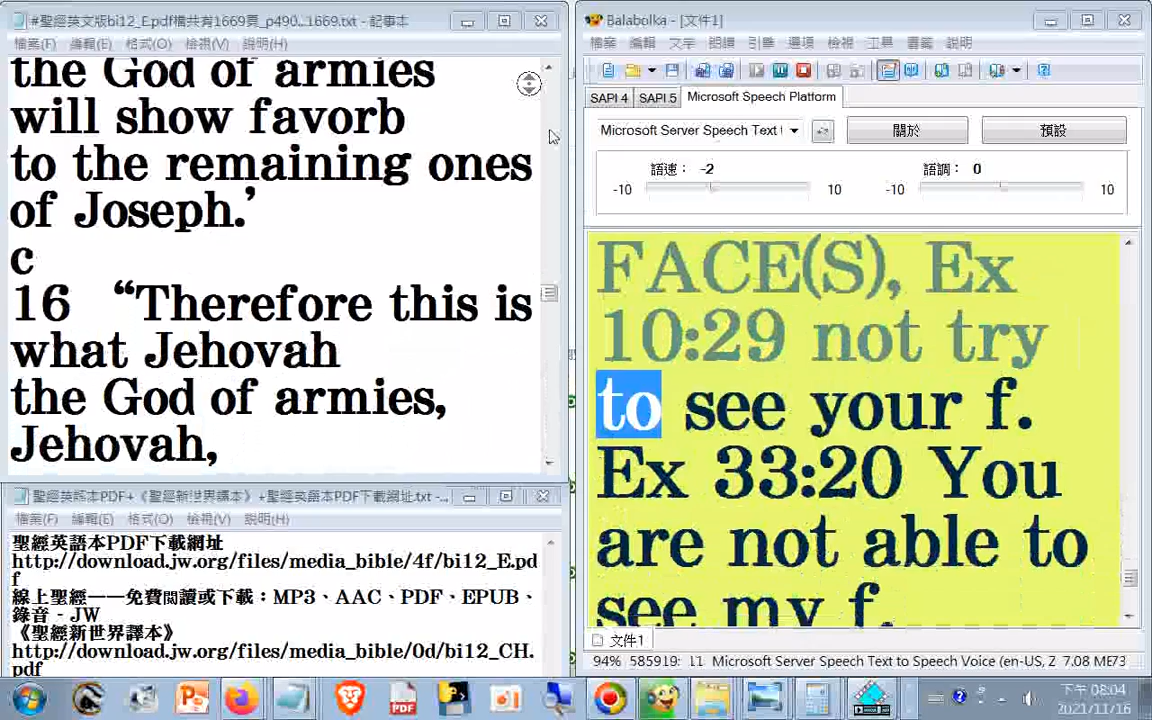 #聖經英文版bi12_E.pdf檔共有1669頁_p490...1669.txt - 記事本
檔案(F) 編輯(E) 格式(O) 檢視(V) 說明(H)
the God of armies
will show favorb
to the remaining ones
of Joseph.’
c
16 “Therefore this is
what Jehovah
the God of armies,
Jehovah,
聖經英語本PDF+《聖經新世界譯本》+聖經英語本PDF下載網址.txt - ...
檔案(F) 編輯(E) 格式(O) 檢視(V) 說明(H)
聖經英語本PDF下載網址
http://download.jw.org/files/media_bible/4f/bi12_E.pd
f
線上聖經——免費閱讀或下載：MP3、AAC、PDF、EPUB、
錄音 - JW
《聖經新世界譯本》
http://download.jw.org/files/media_bible/0d/bi12_CH.
pdf
Balabolka - [文件1]
檔案 編輯 文字 朗讀 引擎 選項 檢視 工具 書籤 說明
SAPI 4 SAPI 5 Microsoft Speech Platform
Microsoft Server Speech Text t 關於 預設
語速： -2 語調： 0
-10 10 -10 10
FACE(S), Ex
10:29 not try
to see your f.
Ex 33:20 You
are not able to
see my f.
文件1
94% 585919: 11 Microsoft Server Speech Text to Speech Voice (en-US, Z 7.08 ME73
PDF
下午 08:04
2021/11/16